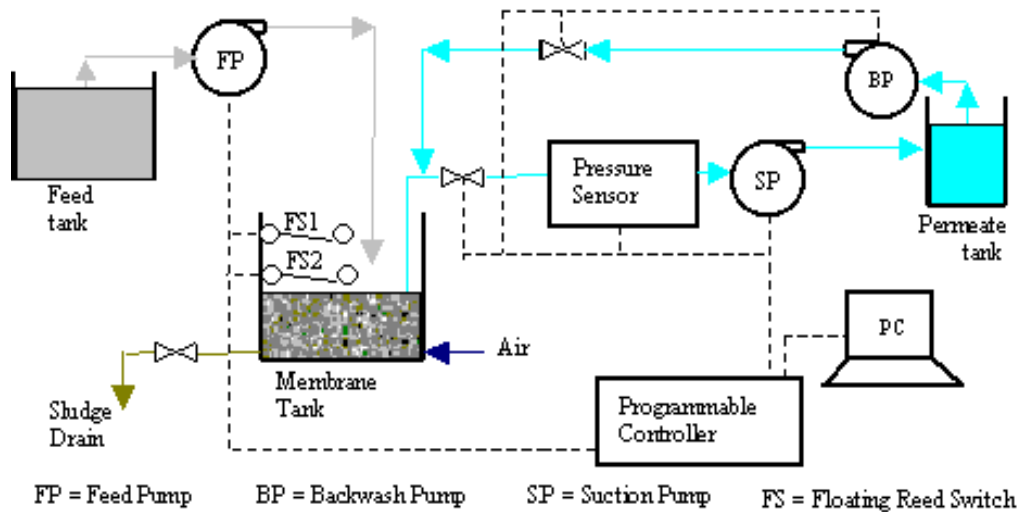 FP
BP
Feed
tank
Pressure
Sensor
SP
Permeate
tank
FS1
FS2
Air
PC
Membrane
Tank
Sludge
Drain
Programmable
Controller
FP = Feed Pump
BP = Backwash Pump
SP = Suction Pump
FS = Floating Reed Switch